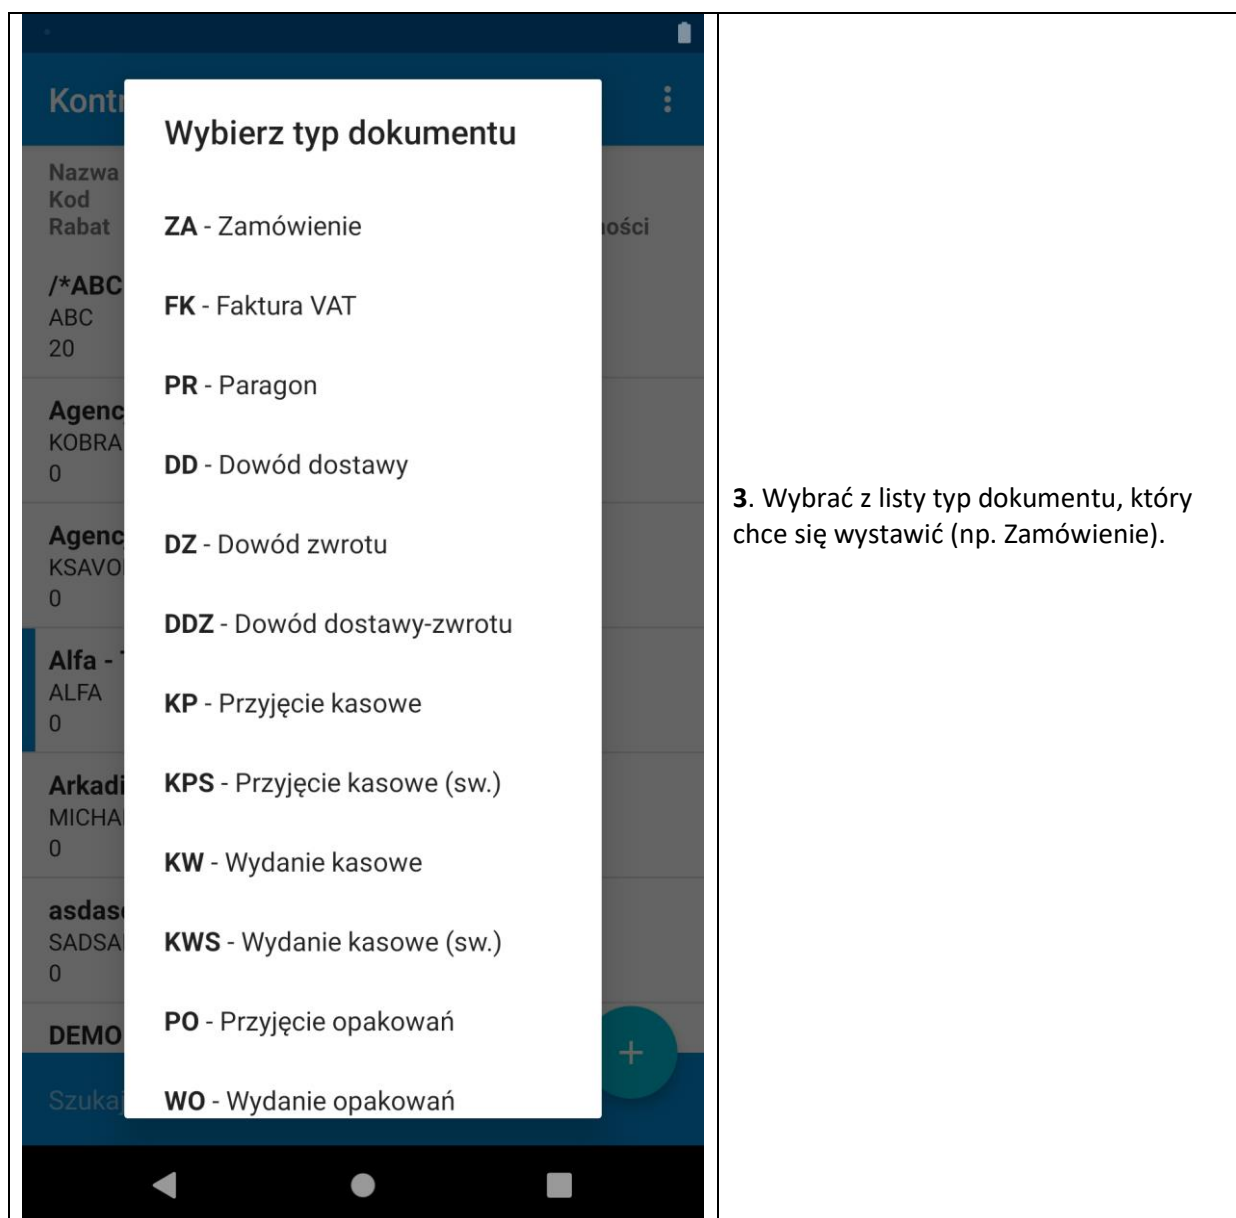 Kontr
Wybierz typ dokumentu
Nazwa
Kod
Rabat
ności
ZA - Zamówienie
/*ABC
ABC
20
FK - Faktura VAT
PR - Paragon
Agenc
KOBRA
0
DD - Dowód dostawy
Agenc
KSAVO
0
DZ - Dowód zwrotu
DDZ - Dowód dostawy-zwrotu
Alfa -
ALFA
0
KP - Przyjęcie kasowe
Arkadi
MICHA
0
KPS - Przyjęcie kasowe (sw.)
KW - Wydanie kasowe
asdas
SADSA
0
KWS - Wydanie kasowe (sw.)
DEMO
PO - Przyjęcie opakowań
+
Szukaj
WO - Wydanie opakowań
3. Wybrać z listy typ dokumentu, który
chce się wystawić (np. Zamówienie).